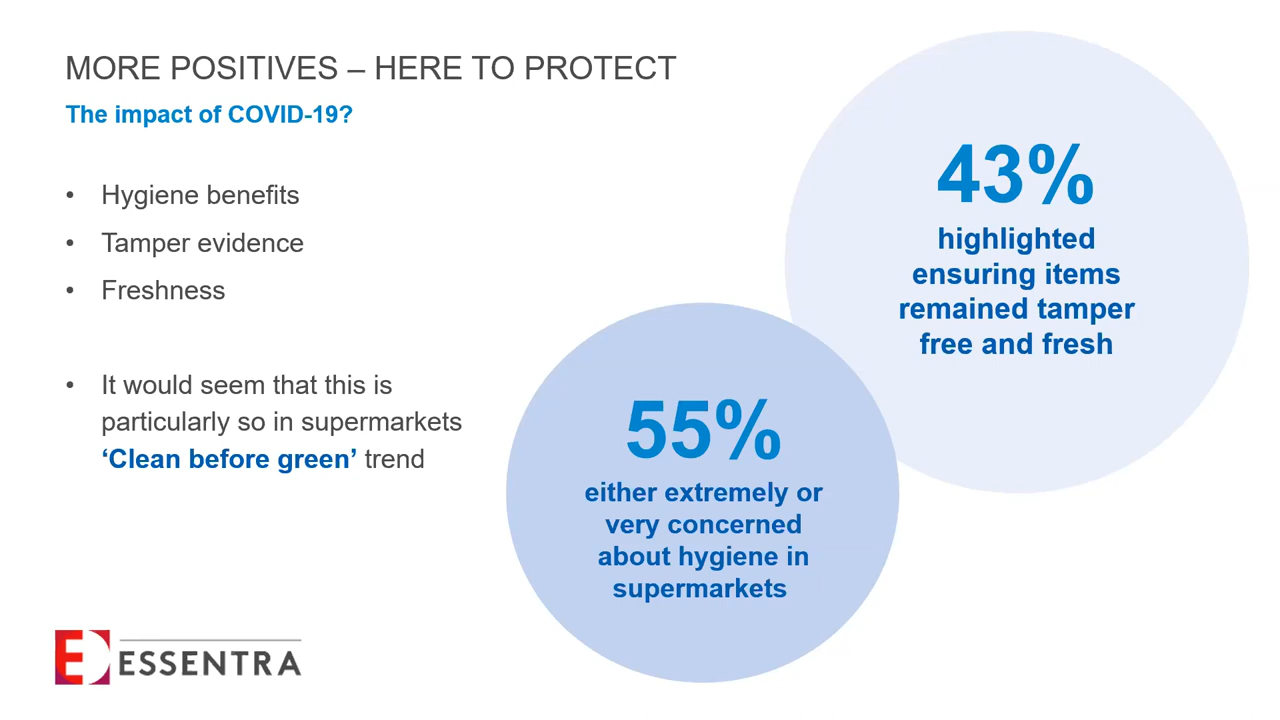 MORE POSITIVES – HERE TO PROTECT
The impact of COVID-19?
• Hygiene benefits
• Tamper evidence
• Freshness
• It would seem that this is
particularly so in supermarkets
‘Clean before green’ trend
43%
highlighted
ensuring items
remained tamper
free and fresh
55%
either extremely or
very concerned
about hygiene in
supermarkets
ESSENTRA